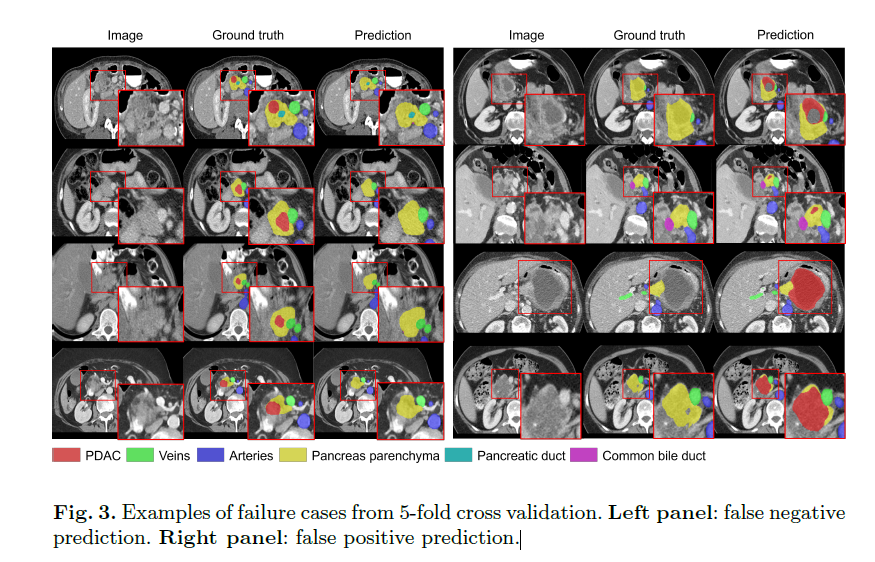 Image Ground truth Prediction Image Ground truth Prediction
PDAC Veins Arteries Pancreas parenchyma Pancreatic duct Common bile duct
Fig. 3. Examples of failure cases from 5-fold cross validation. Left panel: false negative
prediction. Right panel: false positive prediction.